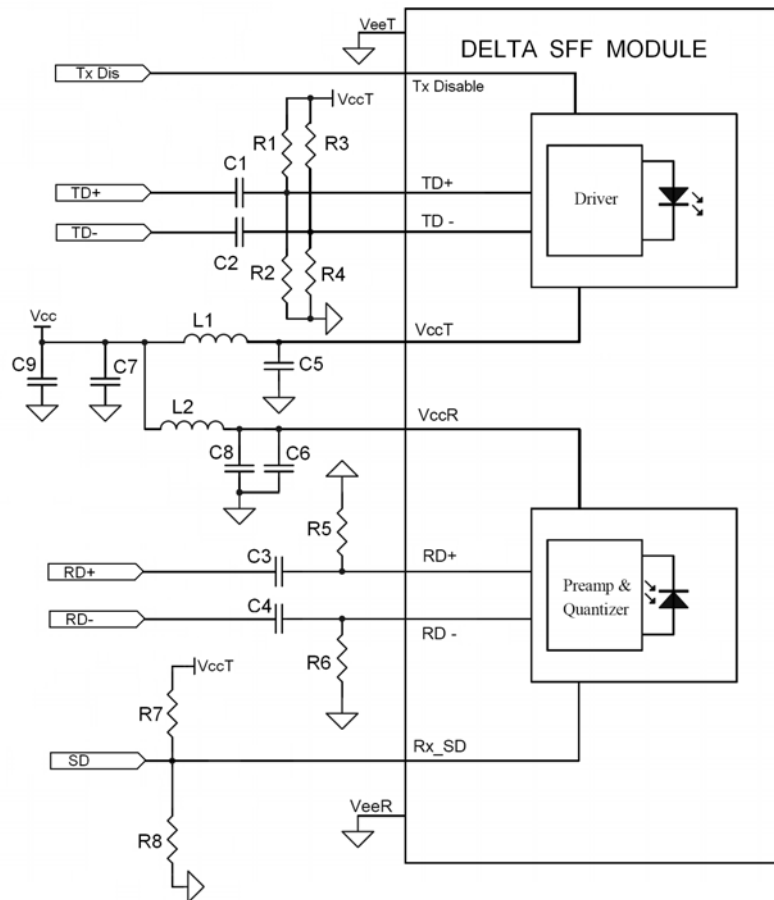 VeeT
DELTA SFF MODULE
Tx Dis
Tx Disable
VccT
R1
R3
C1
TD+
TD+
Driver
TD-
TD -
C2
R2
R4
Vcc
L1
VccT
C9
C7
C5
L2
VccR
C8
C6
R5
C3
RD+
RD+
Preamp &
Quantizer
C4
RD-
RD -
R6
VccT
R7
Rx_SD
SD
VeeR
R8